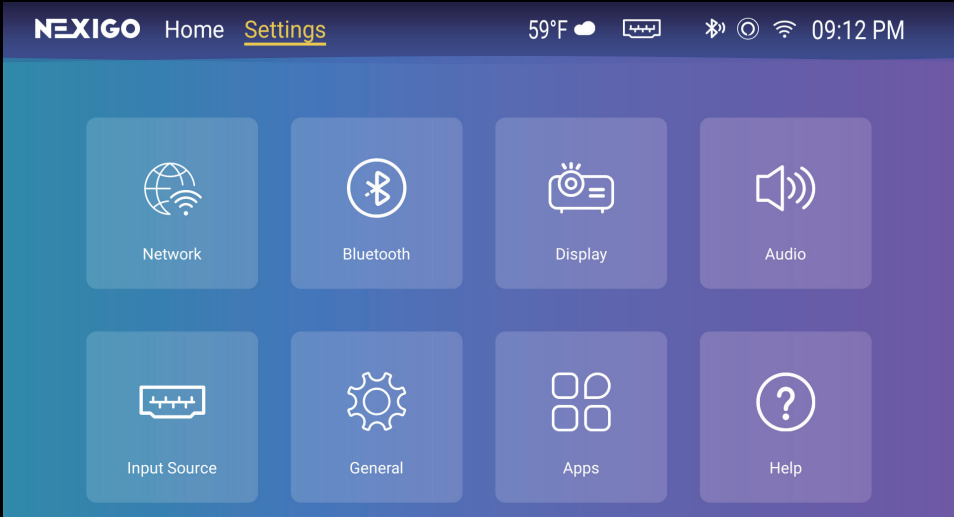 NEXIGO Home Settings 59°F 09:12 PM
Network Bluetooth Display Audio
Input Source General Apps Help